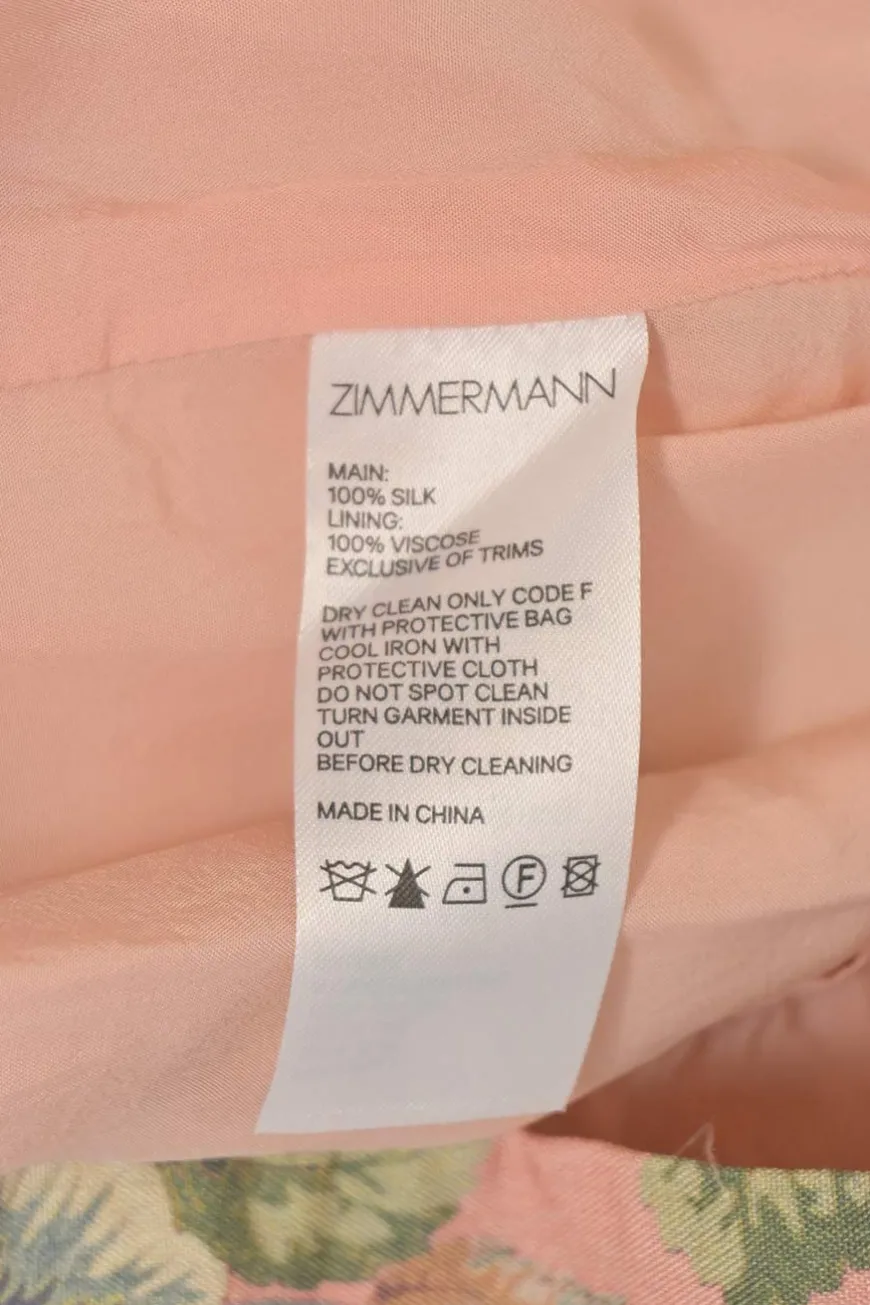 ZIMMERMANN
MAIN:
100% SILK
LINING:
100% VISCOSE
EXCLUSIVE OF TRIMS
DRY CLEAN ONLY CODE F
WITH PROTECTIVE BAG
COOL IRON WITH
PROTECTIVE CLOTH
DO NOT SPOT CLEAN
TURN GARMENT INSIDE
OUT
BEFORE DRY CLEANING
MADE IN CHINA
F